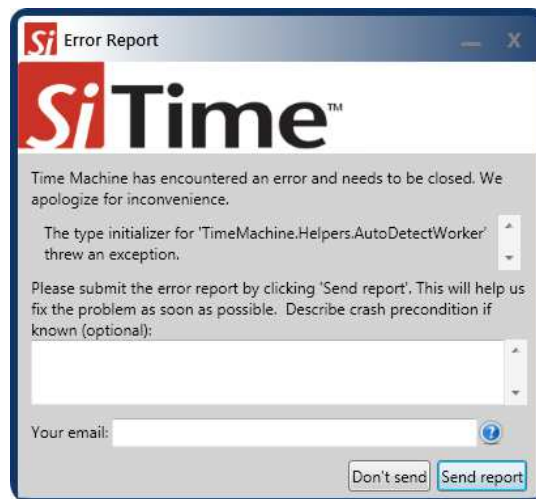 Si Error Report
SiTime™
Time Machine has encountered an error and needs to be closed. We
apologize for inconvenience.
The type initializer for 'TimeMachine.Helpers.AutoDetectWorker'
threw an exception.
Please submit the error report by clicking 'Send report'. This will help us
fix the problem as soon as possible.  Describe crash precondition if
known (optional):
Your email:
Don't send Send report